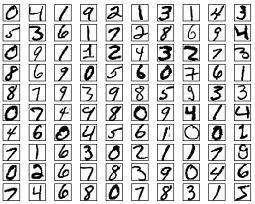 0 4 1 9 2 1 3 1 4 3
5 3 6 1 7 2 8 6 9 4
0 9 1 1 2 4 3 2 7 3
8 6 9 0 5 6 0 7 6 1
8 7 9 3 9 8 5 9 3 3
0 7 4 9 8 0 9 4 1 4
4 6 0 4 5 6 1 0 0 1
7 1 6 3 0 2 1 1 7 9
0 2 6 7 8 3 9 0 4 6
7 4 6 8 0 7 8 3 1 5